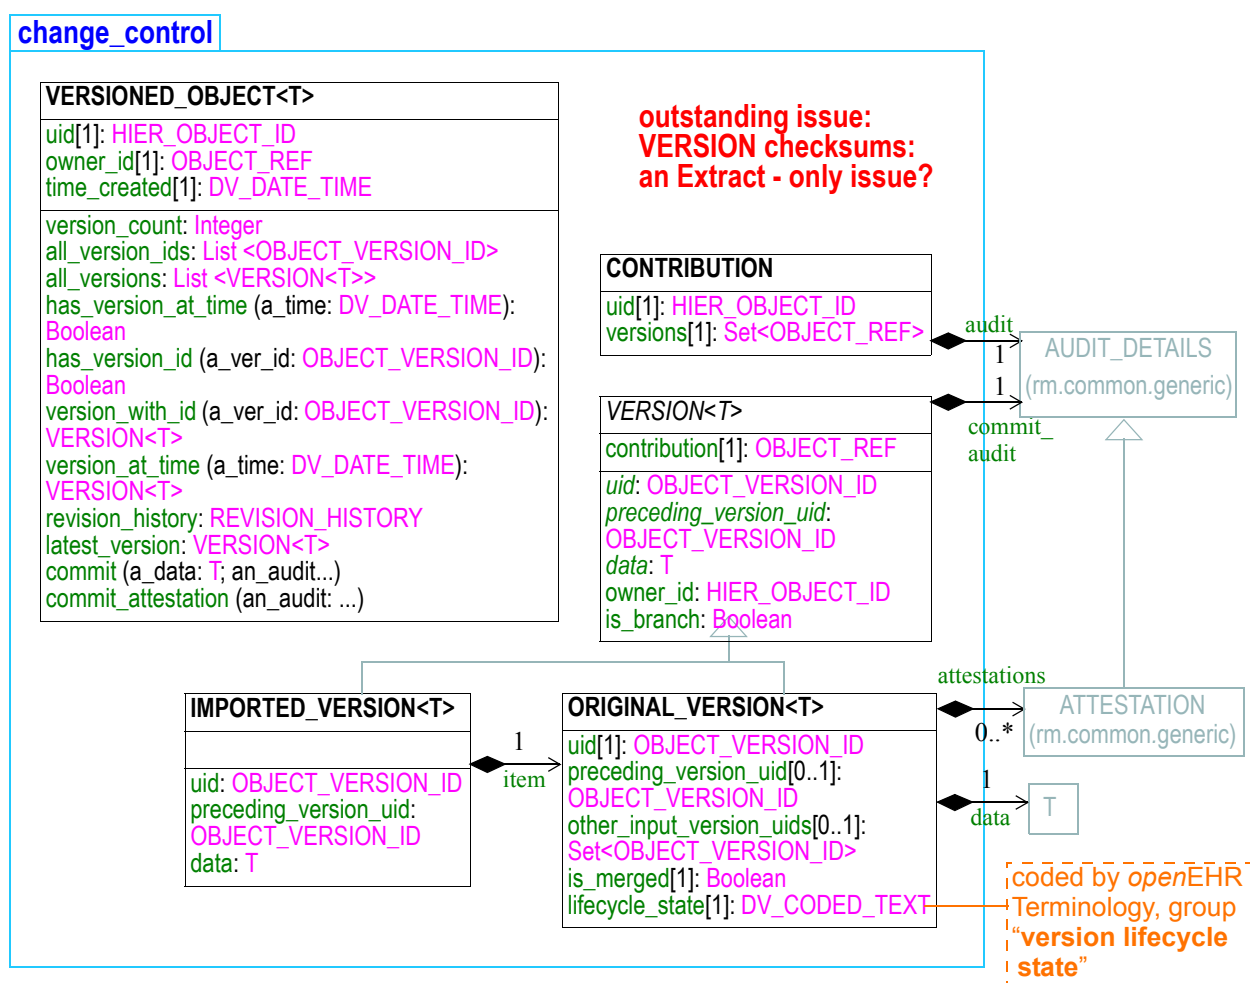 change_control
VERSIONED_OBJECT<T>
uid[1]: HIER_OBJECT_ID
owner_id[1]: OBJECT_REF
time_created[1]: DV_DATE_TIME
version_count: Integer
all_version_ids: List <OBJECT_VERSION_ID>
all_versions: List <VERSION<T>>
has_version_at_time (a_time: DV_DATE_TIME):
Boolean
has_version_id (a_ver_id: OBJECT_VERSION_ID):
Boolean
version_with_id (a_ver_id: OBJECT_VERSION_ID):
VERSION<T>
version_at_time (a_time: DV_DATE_TIME):
VERSION<T>
revision_history: REVISION_HISTORY
latest_version: VERSION<T>
commit (a_data: T; an_audit...)
commit_attestation (an_audit: ...)
outstanding issue:
VERSION checksums:
an Extract - only issue?
CONTRIBUTION
uid[1]: HIER_OBJECT_ID
versions[1]: Set<OBJECT_REF>
audit
1
AUDIT_DETAILS
(rm.common.generic)
VERSION<T>
contribution[1]: OBJECT_REF
uid: OBJECT_VERSION_ID
preceding_version_uid:
OBJECT_VERSION_ID
data: T
owner_id: HIER_OBJECT_ID
is_branch: Boolean
1
commit_
audit
IMPORTED_VERSION<T>
uid: OBJECT_VERSION_ID
preceding_version_uid:
OBJECT_VERSION_ID
data: T
1
item
ORIGINAL_VERSION<T>
uid[1]: OBJECT_VERSION_ID
preceding_version_uid[0..1]:
OBJECT_VERSION_ID
other_input_version_uids[0..1]:
Set<OBJECT_VERSION_ID>
is_merged[1]: Boolean
lifecycle_state[1]: DV_CODED_TEXT
attestations
0..*
ATTESTATION
(rm.common.generic)
1
data
T
coded by openEHR
Terminology, group
“version lifecycle
state”